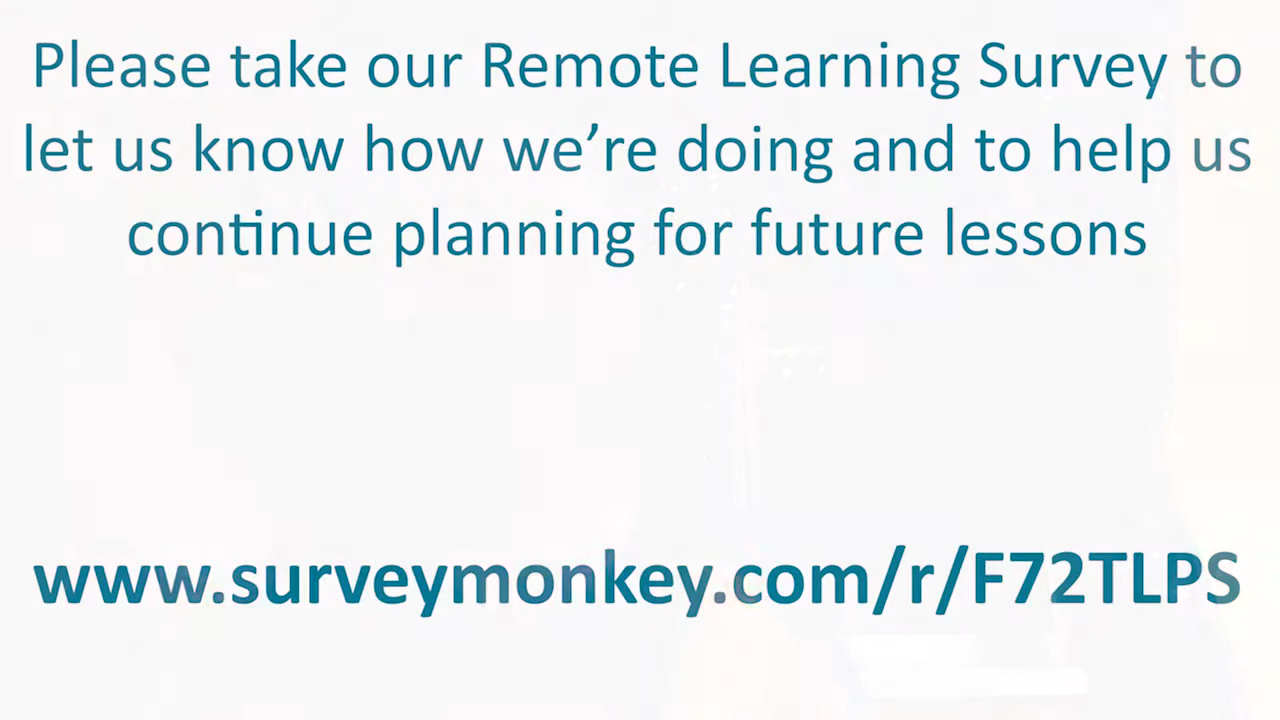 Please take our Remote Learning Survey to
let us know how we’re doing and to help us
continue planning for future lessons
www.surveymonkey.com/r/F72TLPS